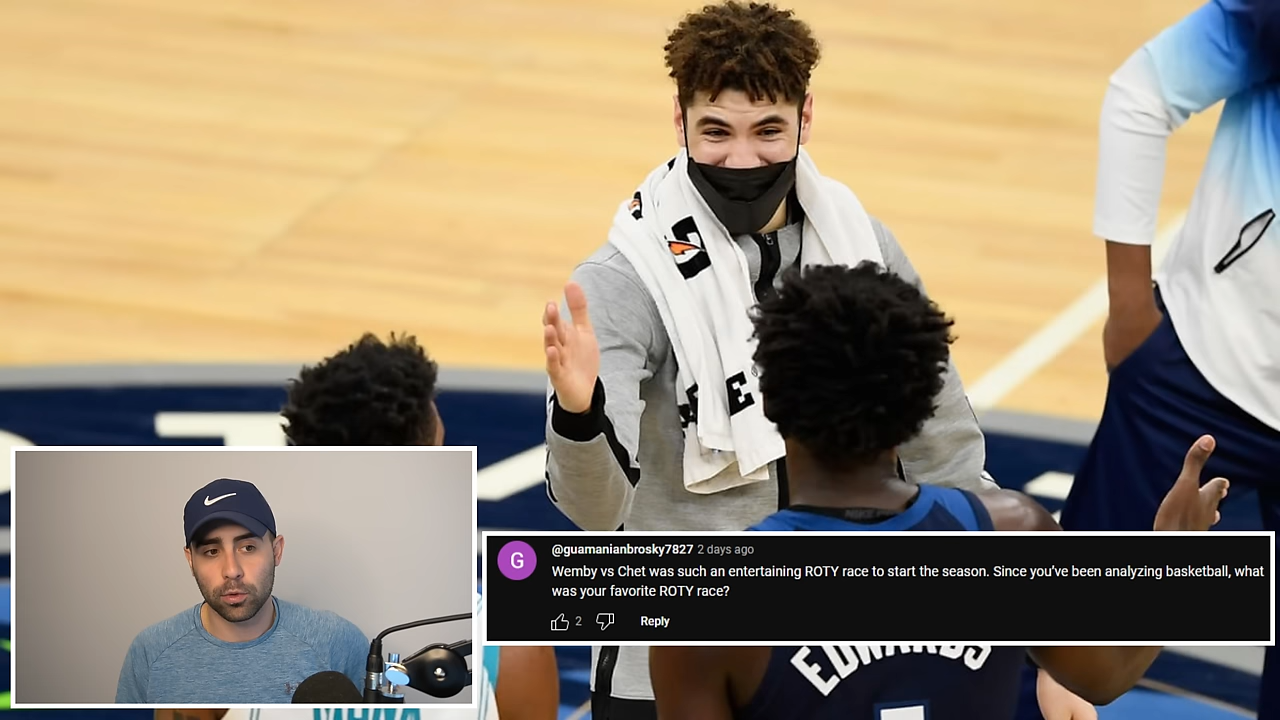 G
@guamanianbrosky7827 2 days ago
Wemby vs Chet was such an entertaining ROTY race to start the season. Since you've been analyzing basketball, what
was your favorite ROTY race?
2
Reply
EDWARDS